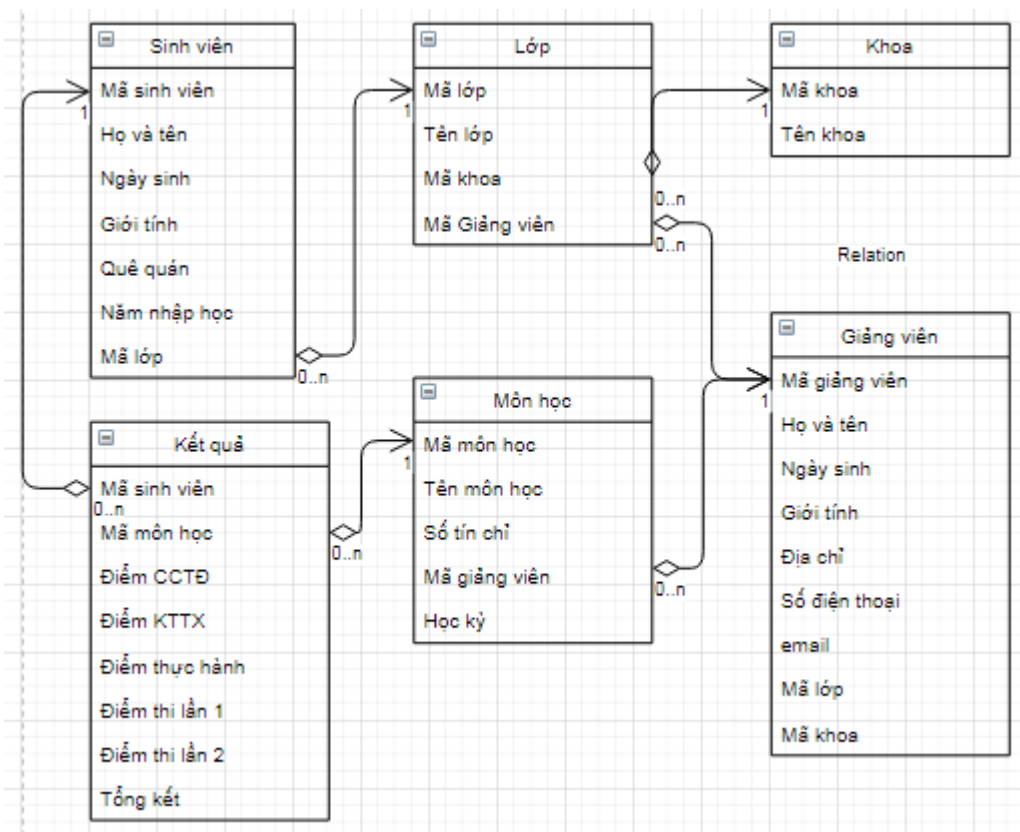 Sinh viên
Mã sinh viên
1
Họ và tên
Ngày sinh
Giới tính
Quê quán
Năm nhập học
Mã lớp
0..n
Lớp
Mã lớp
1
Tên lớp
Mã khoa
Mã Giảng viên
0..n
0..n
Khoa
Mã khoa
1
Tên khoa
Relation
Kết quả
Mã sinh viên
0..n
Mã môn học
0..n
Điểm CCTĐ
Điểm KTTX
Điểm thực hành
Điểm thi lần 1
Điểm thi lần 2
Tổng kết
Môn học
Mã môn học
1
Tên môn học
Số tín chỉ
Mã giảng viên
0..n
Học kỳ
Giảng viên
Mã giảng viên
1
Họ và tên
Ngày sinh
Giới tính
Địa chỉ
Số điện thoại
email
Mã lớp
Mã khoa